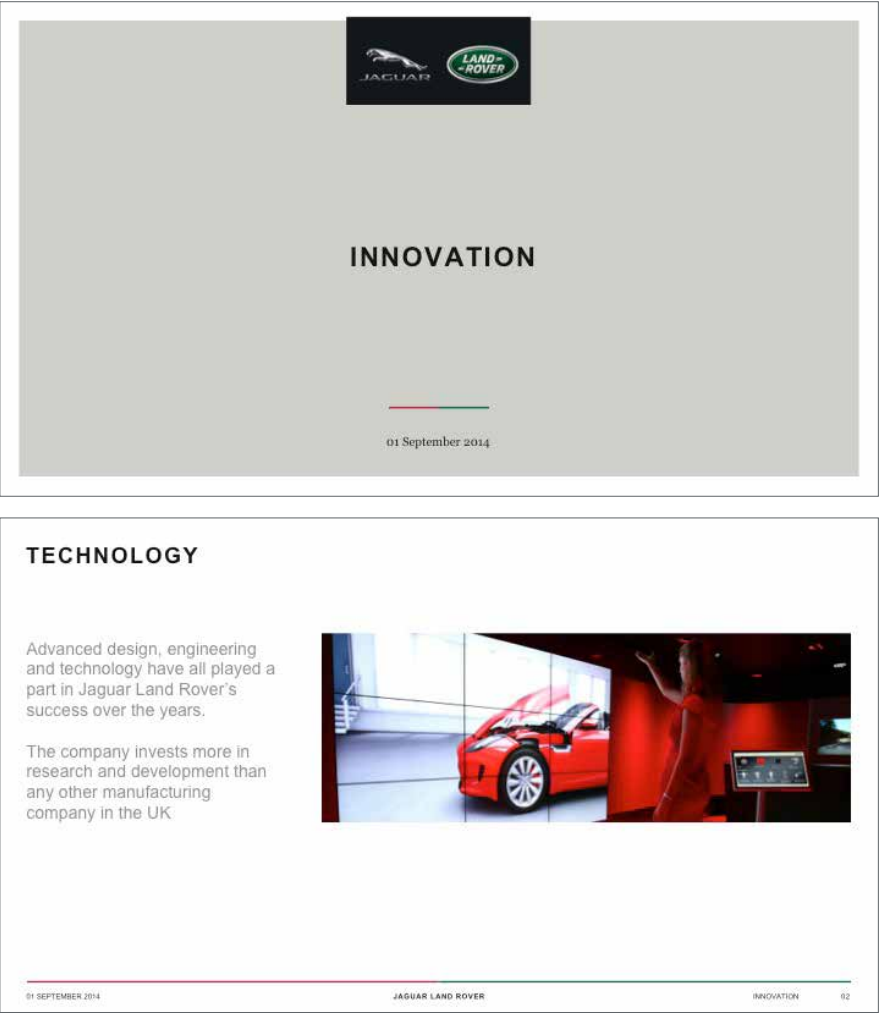 JAGUAR
LAND-
-ROVER
INNOVATION
01 September 2014
TECHNOLOGY
Advanced design, engineering
and technology have all played a
part in Jaguar Land Rover's
success over the years.
The company invests more in
research and development than
any other manufacturing
company in the UK
01 SEPTEMBER 2014
JAGUAR LAND ROVER
INNOVATION
02